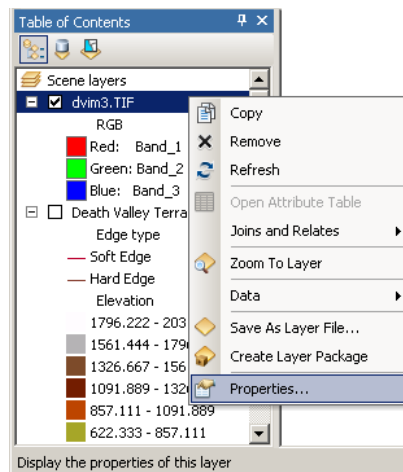 Table of Contents
Scene layers
dvim3.TIF
RGB
Red: Band_1
Green: Band_2
Blue: Band_3
Death Valley Terra
Edge type
Soft Edge
Hard Edge
Elevation
1796.222 - 203
1561.444 - 179
1326.667 - 156
1091.889 - 132
857.111 - 1091.889
622.333 - 857.111
Copy
Remove
Refresh
Open Attribute Table
Joins and Relates
Zoom To Layer
Data
Save As Layer File...
Create Layer Package
Properties...
Display the properties of this layer